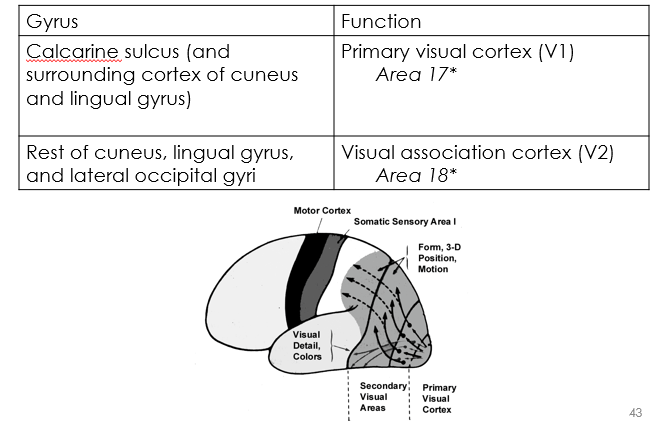 Gyrus
Function
Calcarine sulcus (and
surrounding cortex of cuneus
and lingual gyrus)
Primary visual cortex (V1)
Area 17*
Rest of cuneus, lingual gyrus,
and lateral occipital gyri
Visual association cortex (V2)
Area 18*
Motor Cortex
Somatic Sensory Area I
Form, 3-D
Position,
Motion
Visual
Detail,
Colors
Secondary
Visual
Areas
Primary
Visual
Cortex
43